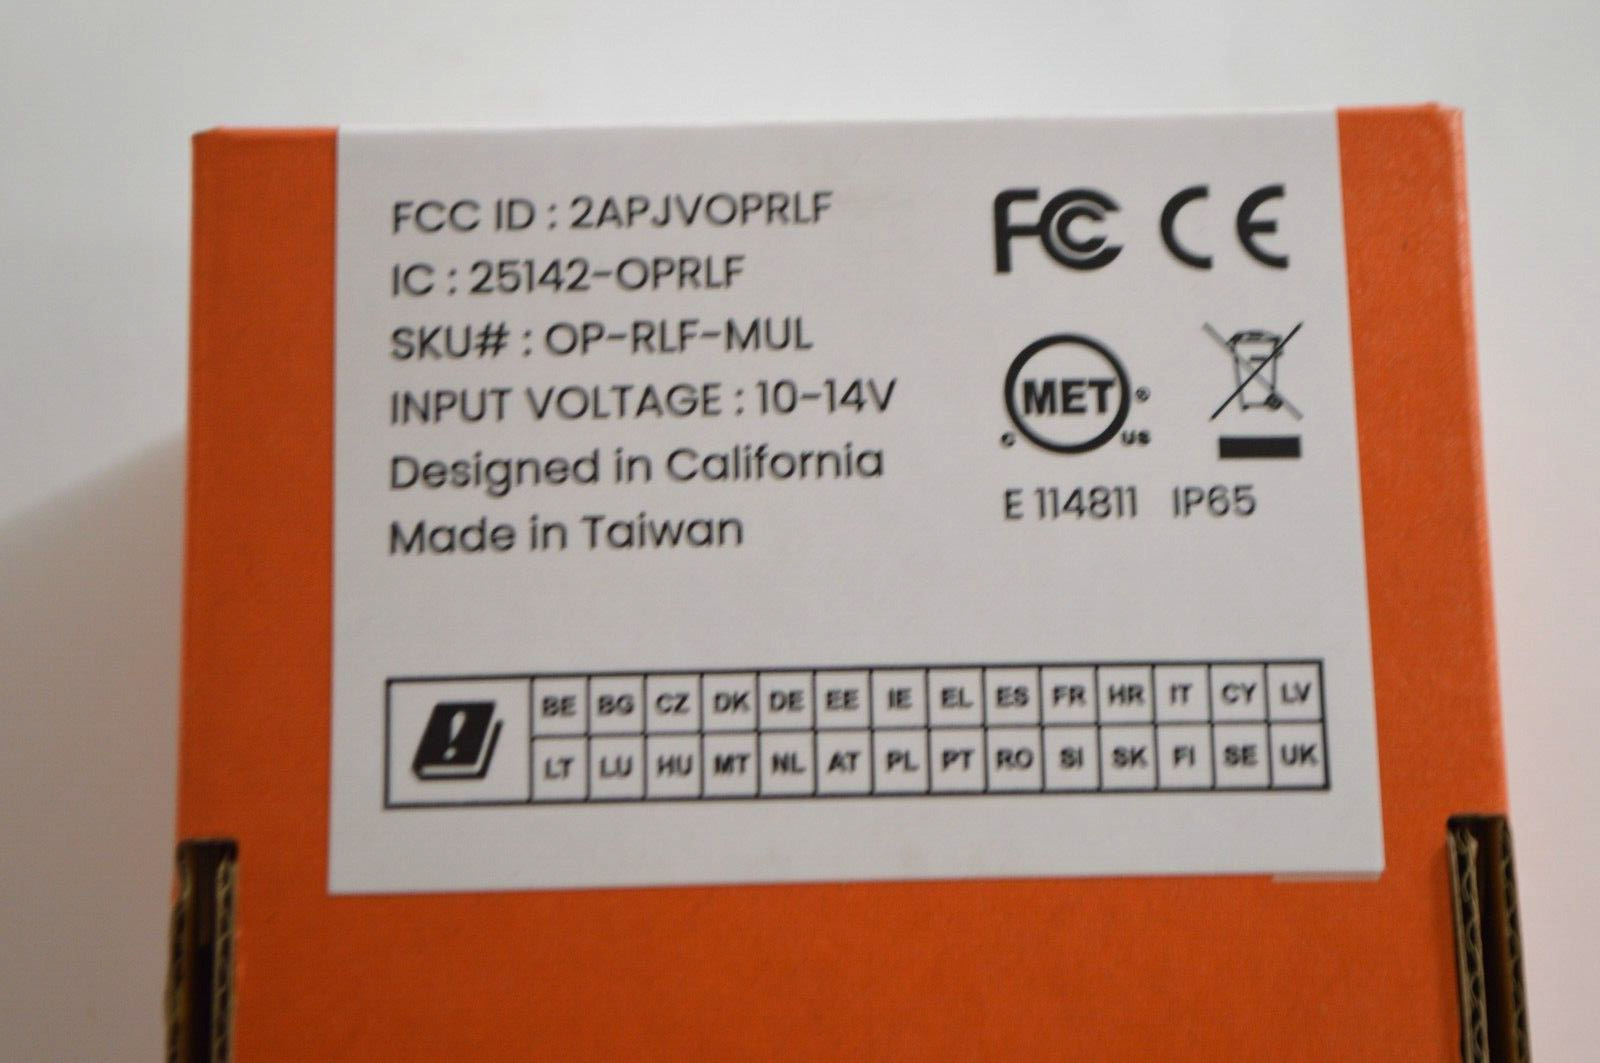 FCC ID : 2APJVOPRLF
IC : 25142-OPRLF
SKU# : OP-RLF-MUL
INPUT VOLTAGE : 10-14V
Designed in California
Made in Taiwan
FC CE
C MET® US
E 114811 IP65
! BE BG CZ DK DE EE IE EL ES FR HR IT CY LV
LT LU HU MT NL AT PL PT RO SI SK FI SE UK